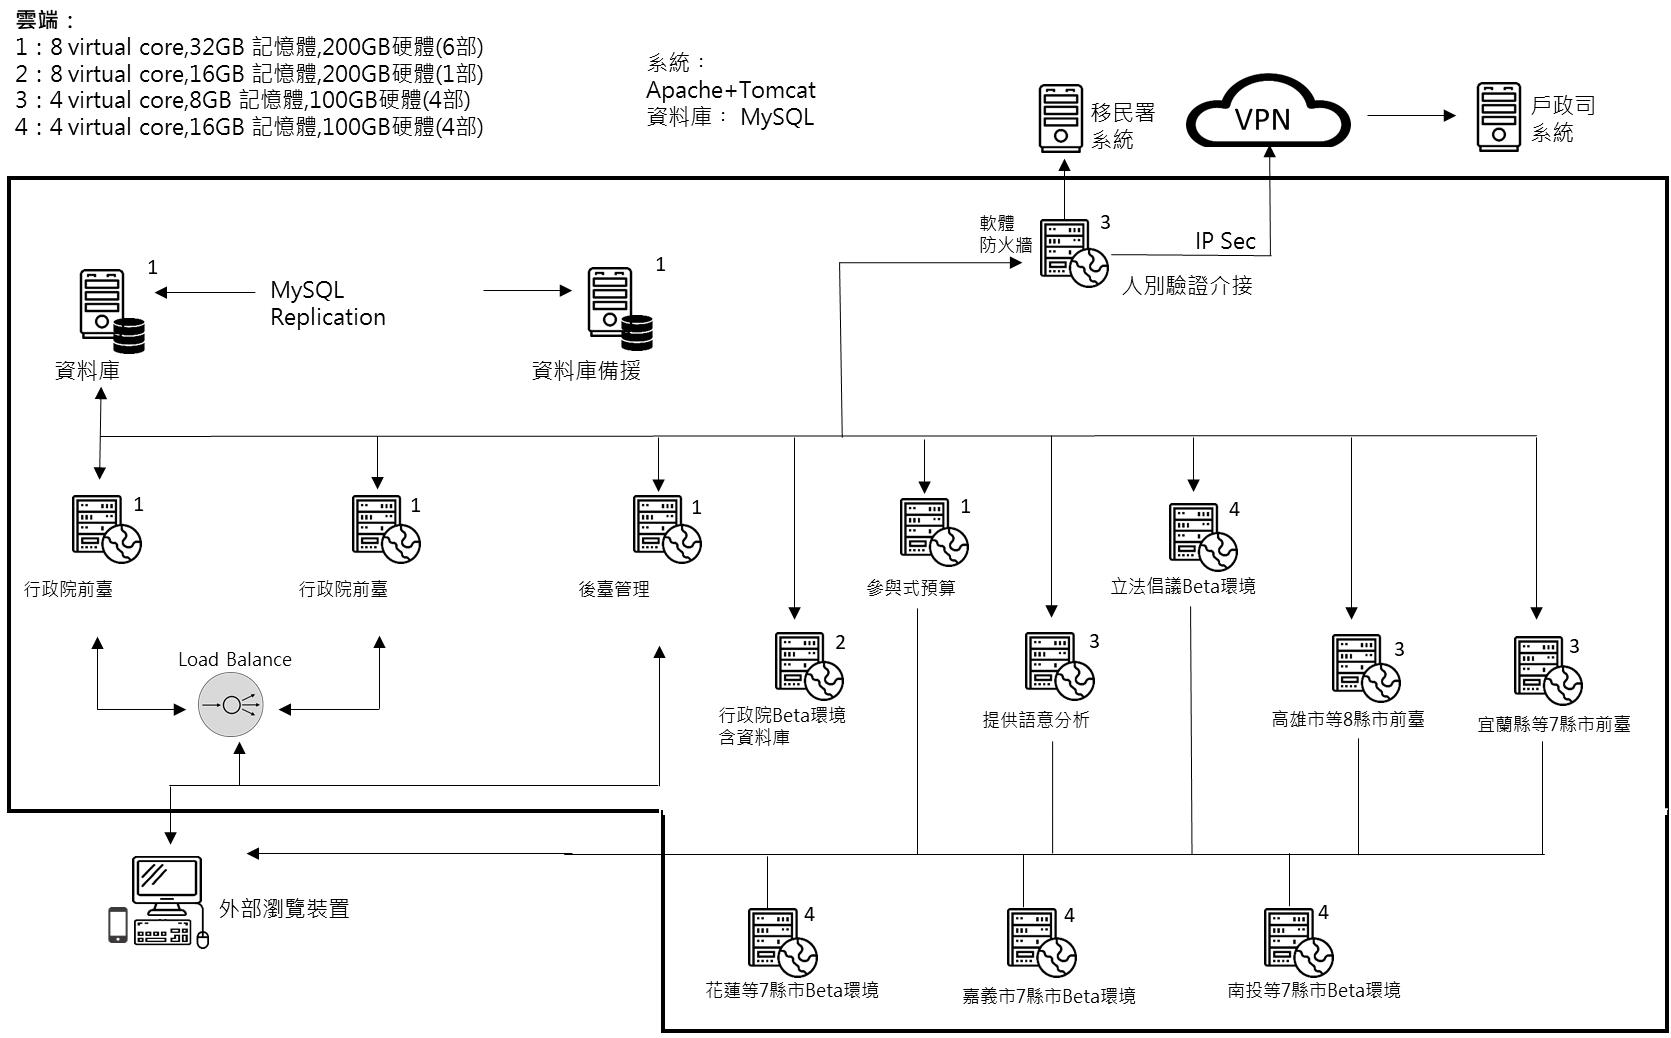 雲端：
1：8 virtual core,32GB 記憶體,200GB硬體(6部)
2：8 virtual core,16GB 記憶體,200GB硬體(1部)
3：4 virtual core,8GB 記憶體,100GB硬體(4部)
4：4 virtual core,16GB 記憶體,100GB硬體(4部)
系統：
Apache+Tomcat
資料庫： MySQL
移民署
系統
VPN
戶政司
系統
軟體
防火牆
3
IP Sec
人別驗證介接
1
MySQL
Replication
1
資料庫
資料庫備援
1
行政院前臺
1
行政院前臺
1
後臺管理
1
參與式預算
4
立法倡議Beta環境
Load Balance
2
行政院Beta環境
含資料庫
3
提供語意分析
3
高雄市等8縣市前臺
3
宜蘭縣等7縣市前臺
外部瀏覽裝置
4
花蓮等7縣市Beta環境
4
嘉義市7縣市Beta環境
4
南投等7縣市Beta環境